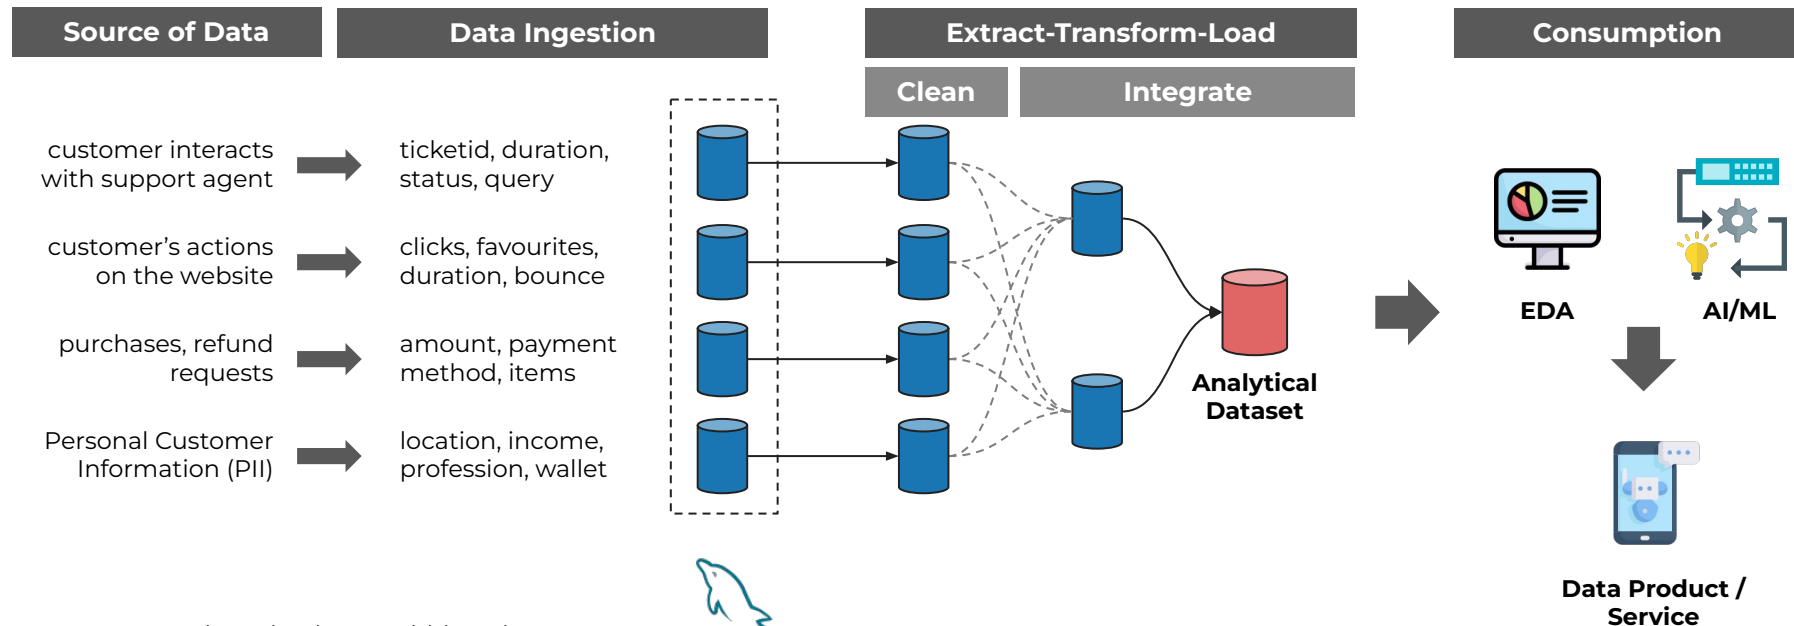 Source of Data
Data Ingestion
Extract-Transform-Load
Consumption
Clean
Integrate
customer interacts
with support agent
ticketid, duration,
status, query
customer’s actions
on the website
clicks, favourites,
duration, bounce
purchases, refund
requests
amount, payment
method, items
Personal Customer
Information (PII)
location, income,
profession, wallet
Analytical
Dataset
EDA
AI/ML
Data Product /
Service